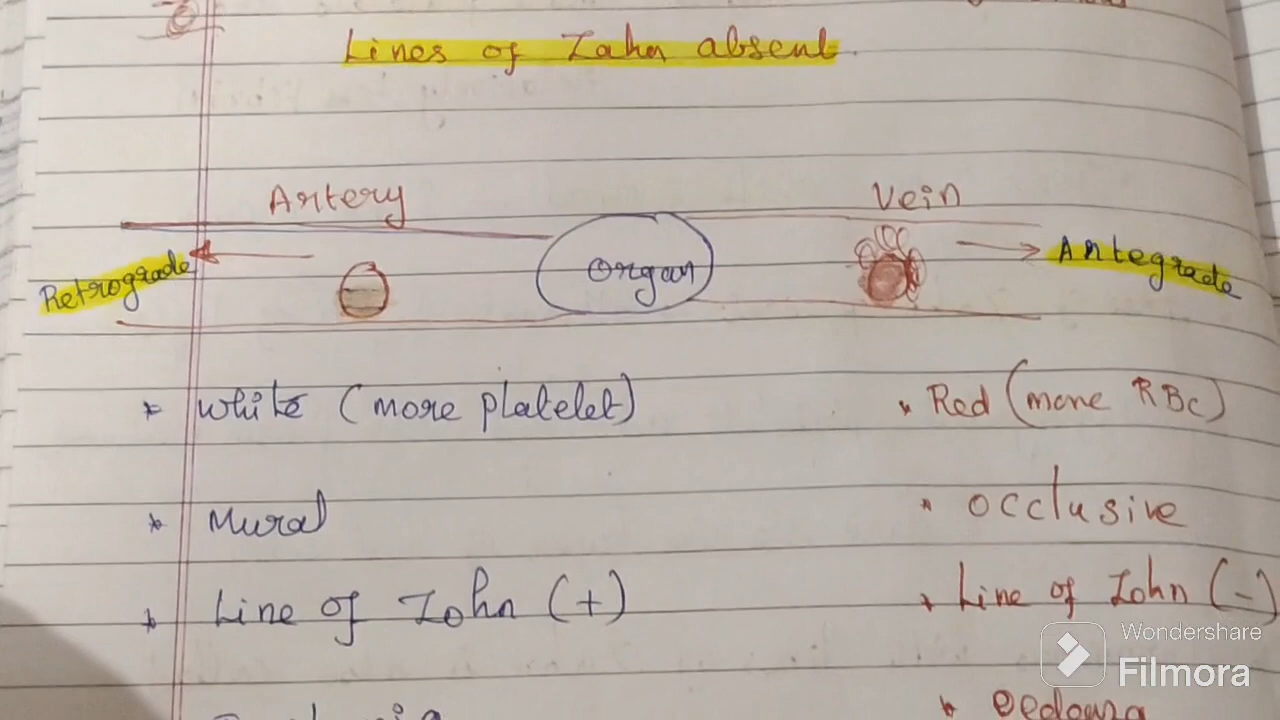 Lines of Zahn absent.
Artery
Vein
Retrograde
Organ
Antegrade
* White (more platelet)
* Red (more RBC)
* Mural
* Occlusive
* Line of Zohn (+)
* Line of Zohn (-)
Wondershare
Filmora